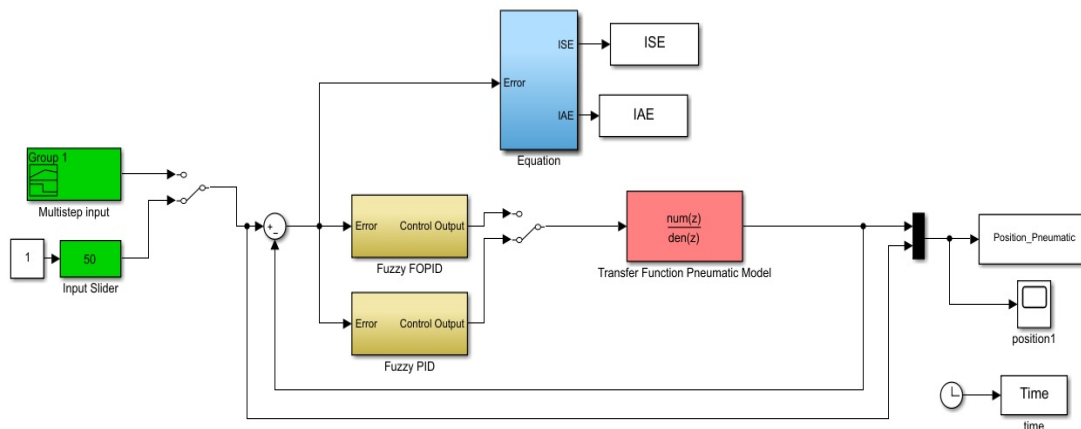 ISE
ISE
Error
IAE
IAE
Equation
Group 1
Multistep input
1
50
Input Slider
+
−
Error
Control Output
Fuzzy FOPID
Error
Control Output
Fuzzy PID
num(z)
den(z)
Transfer Function Pneumatic Model
Position_Pneumatic
position1
Time
time